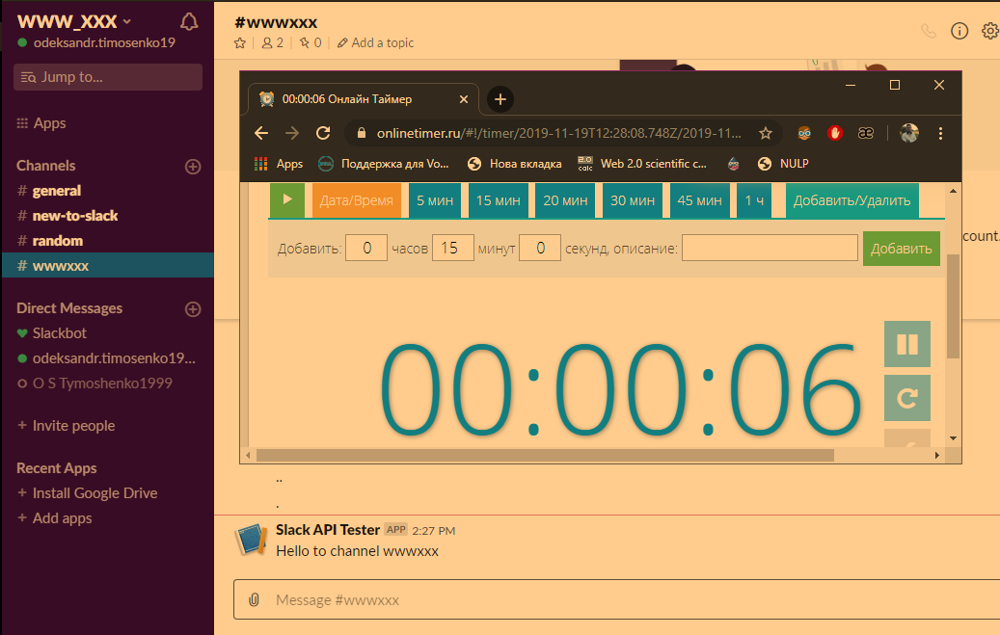 WWW_XXX
odeksandr.timosenko19
Jump to...
Apps
Channels
# general
# new-to-slack
# random
# wwwxxx
Direct Messages
Slackbot
odeksandr.timosenko19...
O S Tymoshenko1999
+ Invite people
Recent Apps
+ Install Google Drive
+ Add apps
#wwwxxx
2 | 0 | Add a topic
00:00:06 Онлайн Таймер
onlinetimer.ru/#!/timer/2019-11-19T12:28:08.748Z/2019-11...
Apps DELL Поддержка для Vo... Нова вкладка 2.0 calc Web 2.0 scientific c... NULP
Дата/Время 5 мин 15 мин 20 мин 30 мин 45 мин 1 ч Добавить/Удалить
Добавить: 0 часов 15 минут 0 секунд, описание: Добавить
count.
00:00:06
..
.
Slack API Tester APP 2:27 PM
Hello to channel wwwxxx
Message #wwwxxx